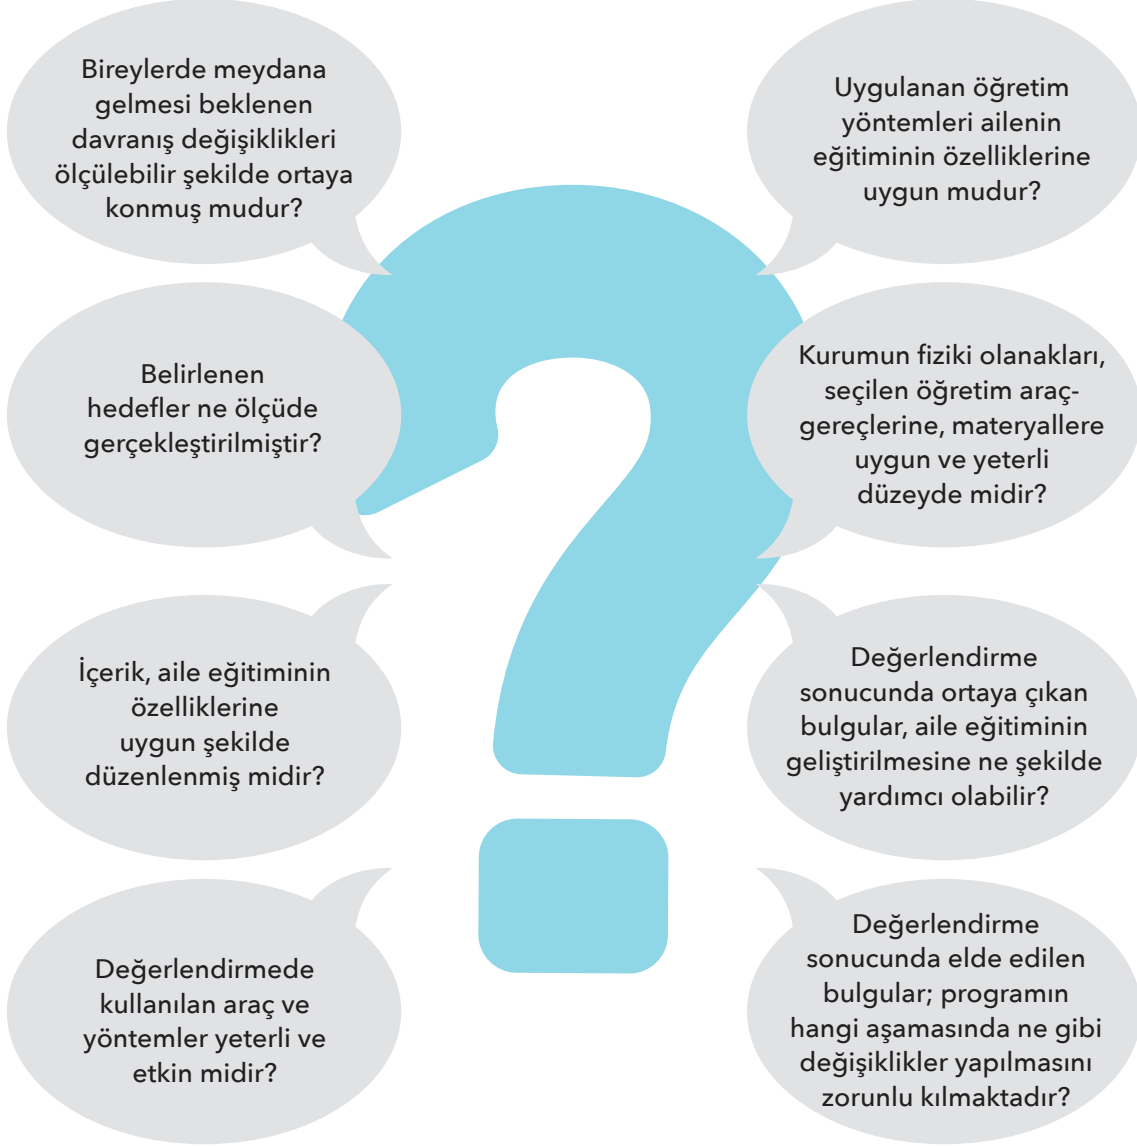 Bireylerde meydana
gelmesi beklenen
davranış değişiklikleri
ölçülebilir şekilde ortaya
konmuş mudur?
Belirlenen
hedefler ne ölçüde
gerçekleştirilmiştir?
İçerik, aile eğitiminin
özelliklerine
uygun şekilde
düzenlenmiş midir?
Değerlendirmede
kullanılan araç ve
yöntemler yeterli ve
etkin midir?
Uygulanan öğretim
yöntemleri ailenin
eğitiminin özelliklerine
uygun mudur?
Kurumun fiziki olanakları,
seçilen öğretim araç-
gereçlerine, materyallere
uygun ve yeterli
düzeyde midir?
Değerlendirme
sonucunda ortaya çıkan
bulgular, aile eğitiminin
geliştirilmesine ne şekilde
yardımcı olabilir?
Değerlendirme
sonucunda elde edilen
bulgular; programın
hangi aşamasında ne gibi
değişiklikler yapılmasını
zorunlu kılmaktadır?